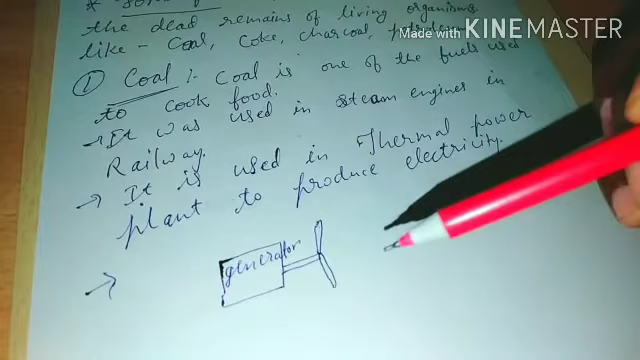 the dead remains of living organisms
like - Coal, Coke, charcoal,
① Coal :- Coal is one of the fuels used
to cook food.
→ It was used in steam engines in
Railway.
→ It is used in Thermal power
plant to produce electricity.
→
generator
Made with KINEMASTER